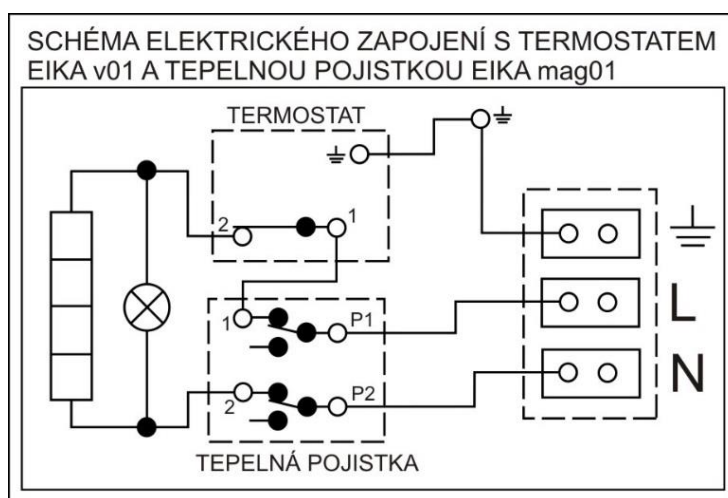 SCHÉMA ELEKTRICKÉHO ZAPOJENÍ S TERMOSTATEM
EIKA v01 A TEPELNOU POJISTKOU EIKA mag01
TERMOSTAT
2
1
1
P1
L
2
P2
N
TEPELNÁ POJISTKA